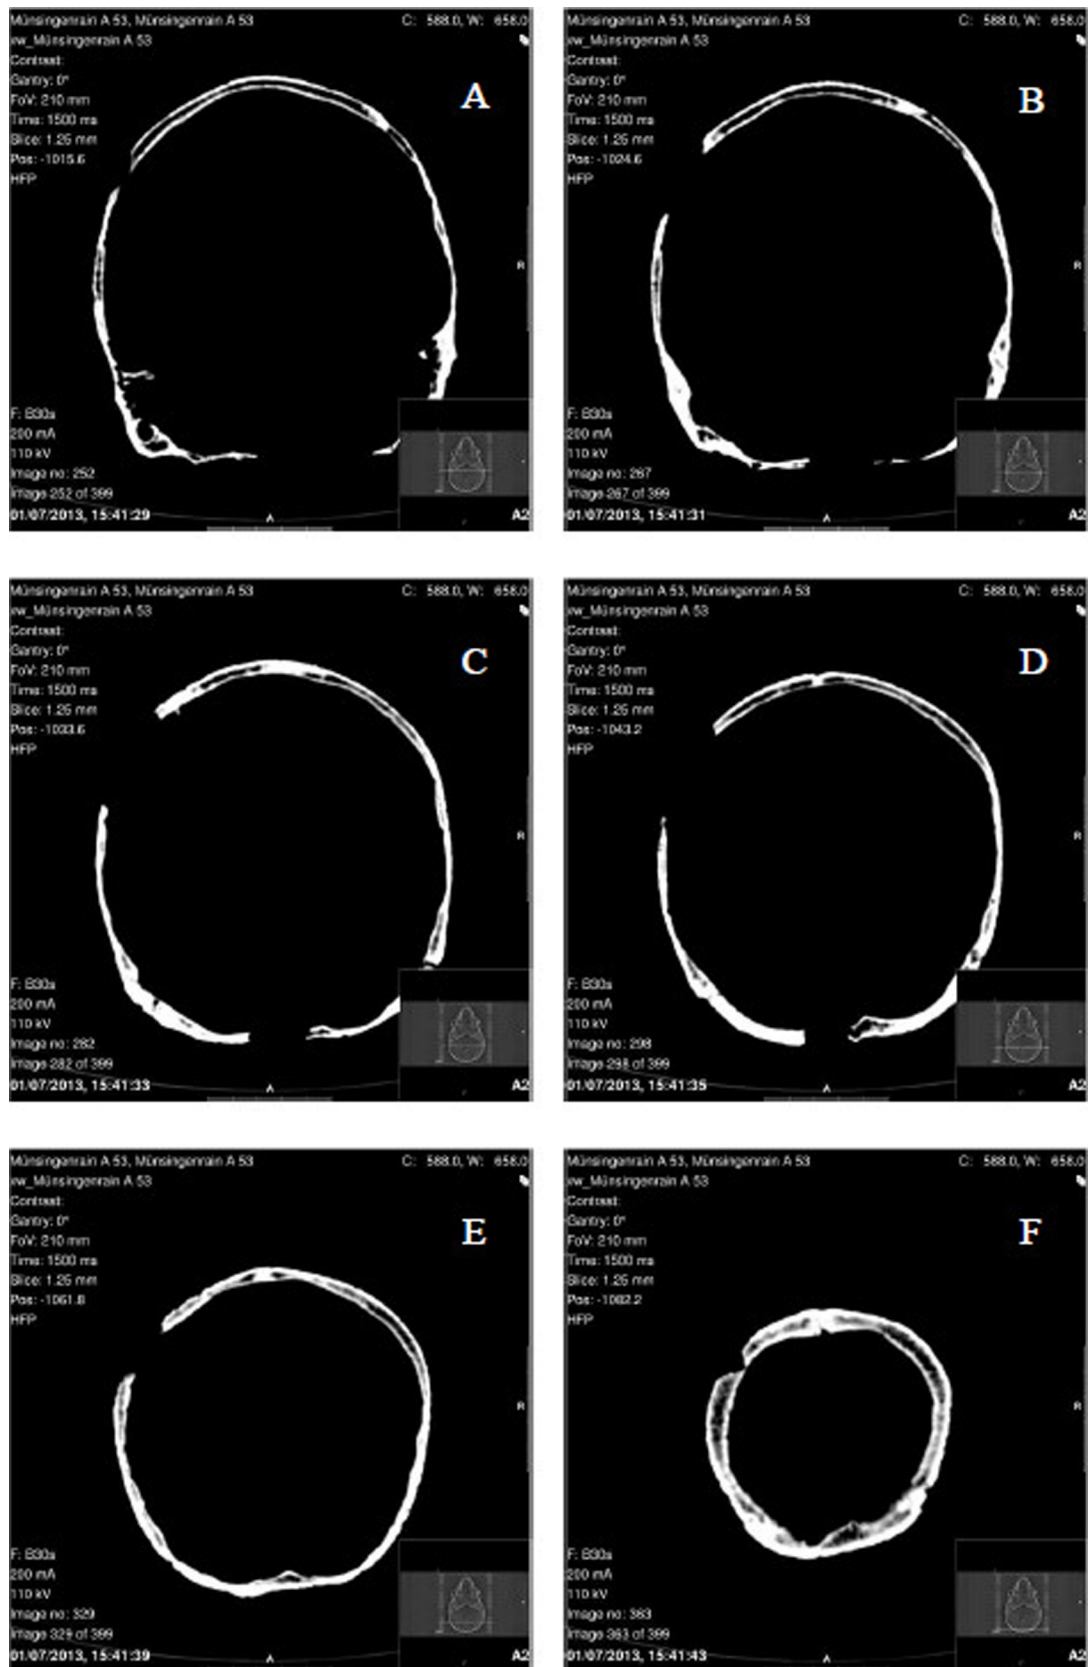 Münsingenrain A 53, Münsingenrain A 53 C: 588.0, W: 658.0
vw_Münsingenrain A 53
Contrast:
Gantry: 0°
FoV: 210 mm
Time: 1500 ms
Slice: 1.25 mm
Pos: -1015.6
HFP
A
R
F: B30s
200 mA
110 kV
Image no: 252
Image 252 of 399
01/07/2013, 15:41:29
A
A2
Münsingenrain A 53, Münsingenrain A 53 C: 588.0, W: 658.0
vw_Münsingenrain A 53
Contrast:
Gantry: 0°
FoV: 210 mm
Time: 1500 ms
Slice: 1.25 mm
Pos: -1024.6
HFP
B
R
F: B30s
200 mA
110 kV
Image no: 267
Image 267 of 399
01/07/2013, 15:41:31
A
A2
Münsingenrain A 53, Münsingenrain A 53 C: 588.0, W: 658.0
vw_Münsingenrain A 53
Contrast:
Gantry: 0°
FoV: 210 mm
Time: 1500 ms
Slice: 1.25 mm
Pos: -1033.6
HFP
C
R
F: B30s
200 mA
110 kV
Image no: 282
Image 282 of 399
01/07/2013, 15:41:33
A
A2
Münsingenrain A 53, Münsingenrain A 53 C: 588.0, W: 658.0
vw_Münsingenrain A 53
Contrast:
Gantry: 0°
FoV: 210 mm
Time: 1500 ms
Slice: 1.25 mm
Pos: -1043.2
HFP
D
R
F: B30s
200 mA
110 kV
Image no: 298
Image 298 of 399
01/07/2013, 15:41:35
A
A2
Münsingenrain A 53, Münsingenrain A 53 C: 588.0, W: 658.0
vw_Münsingenrain A 53
Contrast:
Gantry: 0°
FoV: 210 mm
Time: 1500 ms
Slice: 1.25 mm
Pos: -1061.8
HFP
E
R
F: B30s
200 mA
110 kV
Image no: 329
Image 329 of 399
01/07/2013, 15:41:39
A
A2
Münsingenrain A 53, Münsingenrain A 53 C: 588.0, W: 658.0
vw_Münsingenrain A 53
Contrast:
Gantry: 0°
FoV: 210 mm
Time: 1500 ms
Slice: 1.25 mm
Pos: -1082.2
HFP
F
R
F: B30s
200 mA
110 kV
Image no: 363
Image 363 of 399
01/07/2013, 15:41:43
A
A2